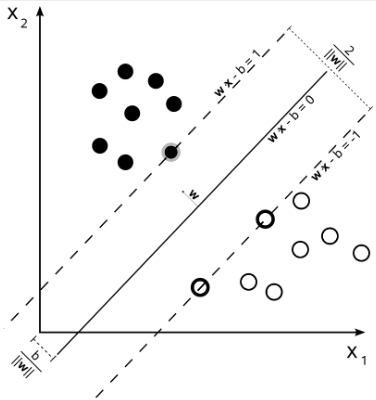 X₂
w x - b = 1
2
||w||
w x - b = 0
w x - b = -1
w
b
||w||
X₁